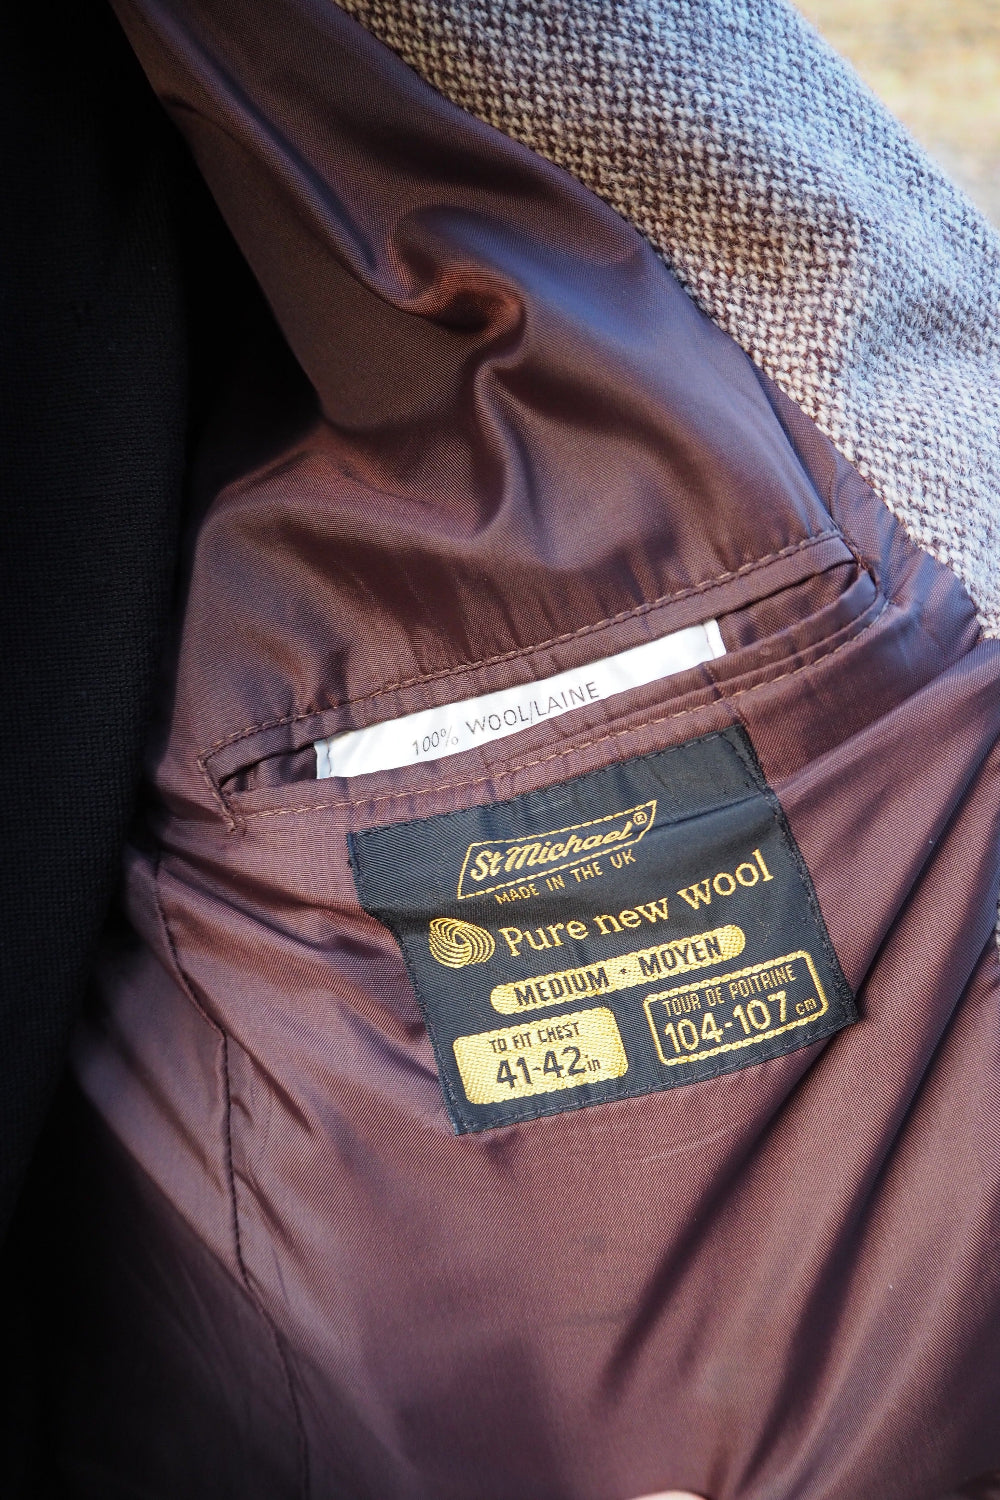 100% WOOL/LAINE
St Michael®
MADE IN THE UK
Pure new wool
MEDIUM · MOYEN
TO FIT CHEST
41-42in
TOUR DE POITRINE
104-107cm